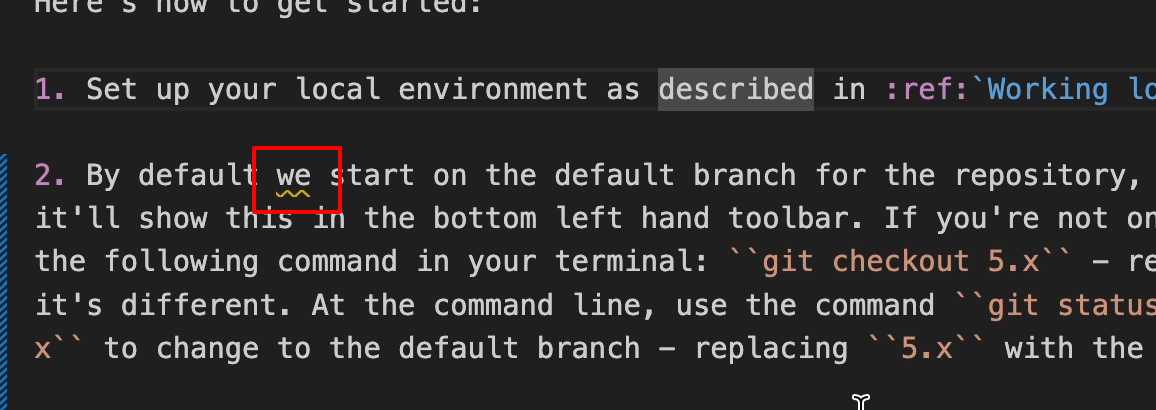 Here's how to get started:
1. Set up your local environment as described in :ref:`Working lo
2. By default we start on the default branch for the repository,
it'll show this in the bottom left hand toolbar. If you're not on
the following command in your terminal: ``git checkout 5.x`` – re
it's different. At the command line, use the command ``git status
x`` to change to the default branch – replacing ``5.x`` with the